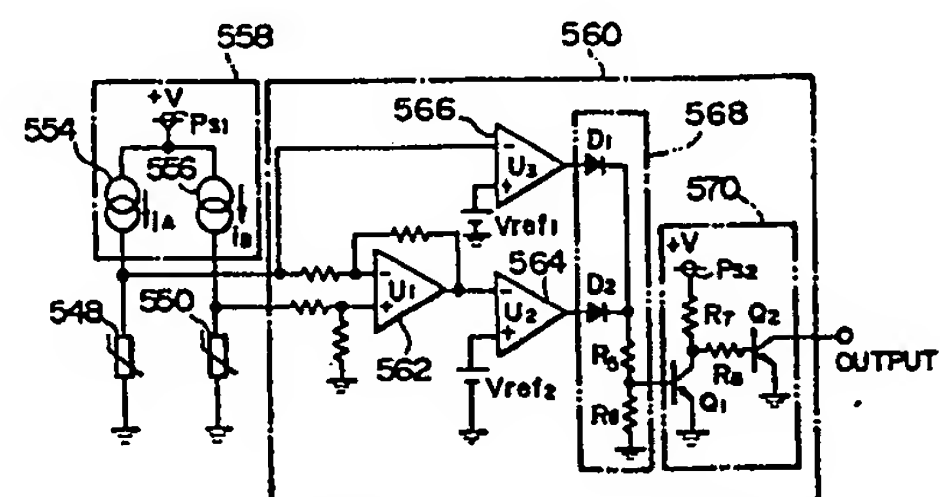 558
560
+V
Ps1
554
556
iA
iB
566
U3
-
+
Vref1
D1
568
570
+V
Ps2
564
D2
U1
-
+
U2
-
+
R7
Q2
548
550
562
Vref2
R5
R8
OUTPUT
Q1